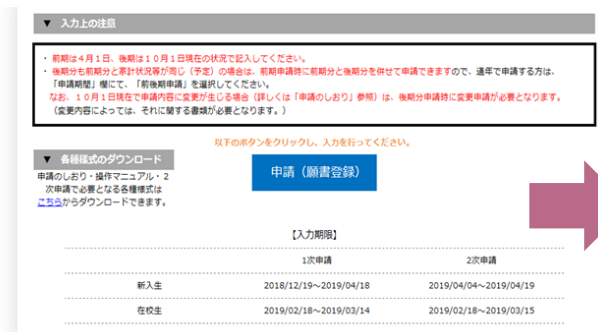 ▼ 入力上の注意
・ 前期は４月１日、後期は１０月１日現在の状況で記入してください。
・ 後期分も前期分と家計状況等が同じ（予定）の場合は、前期申請時に前期分と後期分を併せて申請できますので、通年で申請する方は、
「申請期間」欄にて、「前後期申請」を選択してください。
なお、１０月１日現在で申請内容に変更が生じる場合（詳しくは「申請のしおり」参照）は、後期分申請時に変更申請が必要となります。
（変更内容によっては、それに関する書類が必要となります。）
以下のボタンをクリックし、入力を行ってください。
▼ 各種様式のダウンロード
申請のしおり・操作マニュアル・２
次申請で必要となる各種様式は
こちらからダウンロードできます。
申請（願書登録）
【入力期限】
1次申請 2次申請
新入生 2018/12/19～2019/04/18 2019/04/04～2019/04/19
在校生 2019/02/18～2019/03/14 2019/02/18～2019/03/15